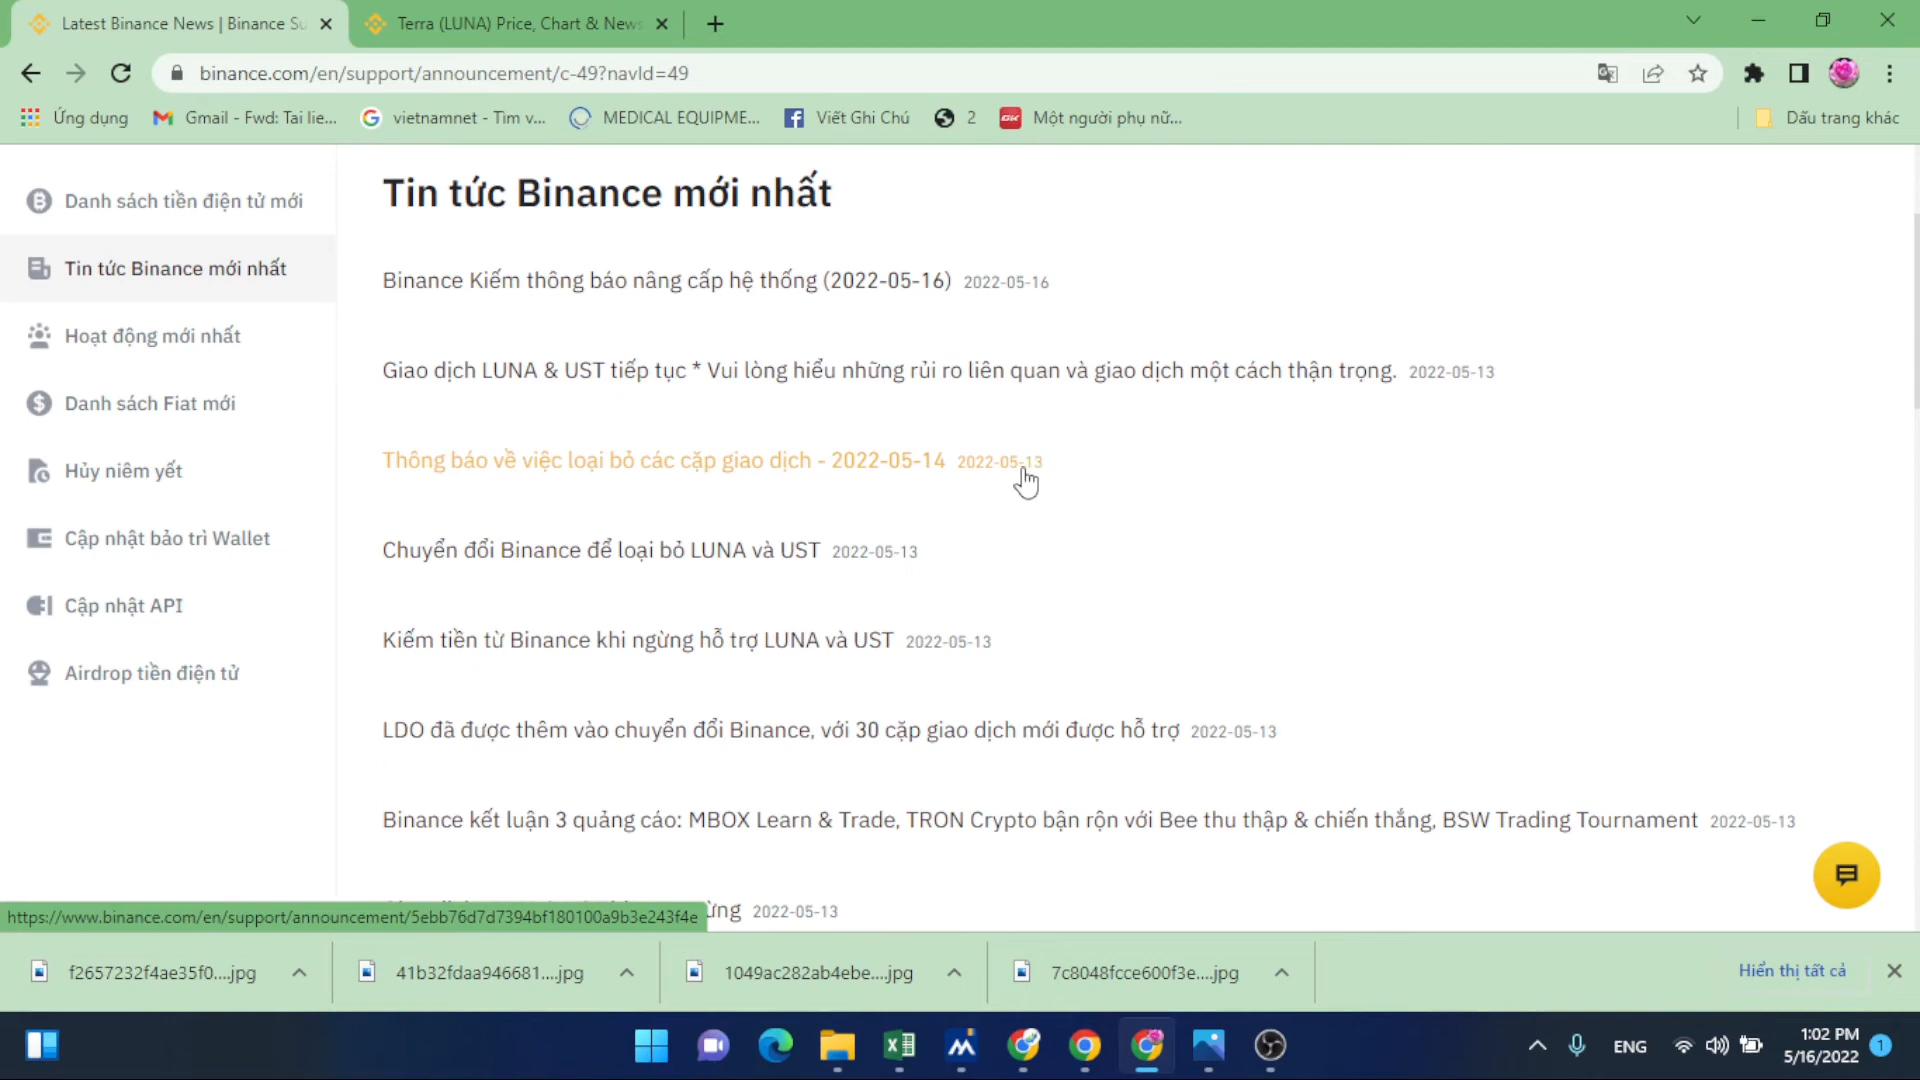 Latest Binance News | Binance Su
Terra (LUNA) Price, Chart & News
binance.com/en/support/announcement/c-49?navId=49
Ứng dụng
Gmail - Fwd: Tai lie...
vietnamnet - Tìm v...
MEDICAL EQUIPME...
Viết Ghi Chú
2
Một người phụ nữ...
Dấu trang khác
Danh sách tiền điện tử mới
Tin tức Binance mới nhất
Hoạt động mới nhất
Danh sách Fiat mới
Hủy niêm yết
Cập nhật bảo trì Wallet
Cập nhật API
Airdrop tiền điện tử
Tin tức Binance mới nhất
Binance Kiếm thông báo nâng cấp hệ thống (2022-05-16) 2022-05-16
Giao dịch LUNA & UST tiếp tục * Vui lòng hiểu những rủi ro liên quan và giao dịch một cách thận trọng. 2022-05-13
Thông báo về việc loại bỏ các cặp giao dịch - 2022-05-14 2022-05-13
Chuyển đổi Binance để loại bỏ LUNA và UST 2022-05-13
Kiếm tiền từ Binance khi ngừng hỗ trợ LUNA và UST 2022-05-13
LDO đã được thêm vào chuyển đổi Binance, với 30 cặp giao dịch mới được hỗ trợ 2022-05-13
Binance kết luận 3 quảng cáo: MBOX Learn & Trade, TRON Crypto bận rộn với Bee thu thập & chiến thắng, BSW Trading Tournament 2022-05-13
2022-05-13
https://www.binance.com/en/support/announcement/5ebb76d7d7394bf180100a9b3e243f4e
f2657232f4ae35f0....jpg
41b32fdaa946681....jpg
1049ac282ab4ebe....jpg
7c8048fcce600f3e....jpg
Hiển thị tất cả
ENG
1:02 PM
5/16/2022
1